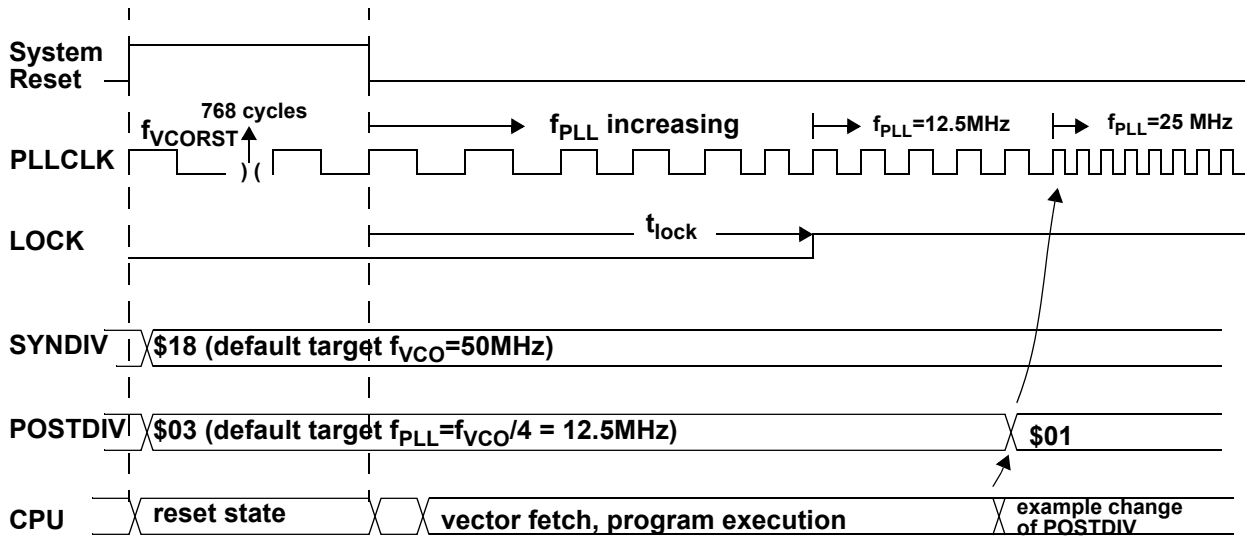 System
Reset
768 cycles
fVCORST
fPLL increasing
fPLL=12.5MHz
fPLL=25 MHz
PLLCLK
) (
LOCK
tlock
SYNDIV
$18 (default target fVCO=50MHz)
POSTDIV
$03 (default target fPLL=fVCO/4 = 12.5MHz)
$01
CPU
reset state
vector fetch, program execution
example change
of POSTDIV